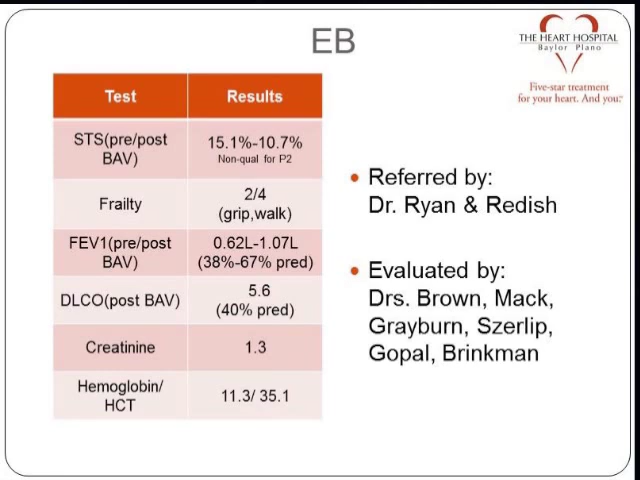 EB
THE HEART HOSPITAL
Baylor Plano
Five-star treatment
for your heart. And you.
Test Results
STS(pre/post
BAV)
15.1%-10.7%
Non-qual for P2
Frailty
2/4
(grip,walk)
FEV1(pre/post
BAV)
0.62L-1.07L
(38%-67% pred)
DLCO(post BAV)
5.6
(40% pred)
Creatinine
1.3
Hemoglobin/
HCT
11.3/ 35.1
• Referred by:
Dr. Ryan & Redish
• Evaluated by:
Drs. Brown, Mack,
Grayburn, Szerlip,
Gopal, Brinkman